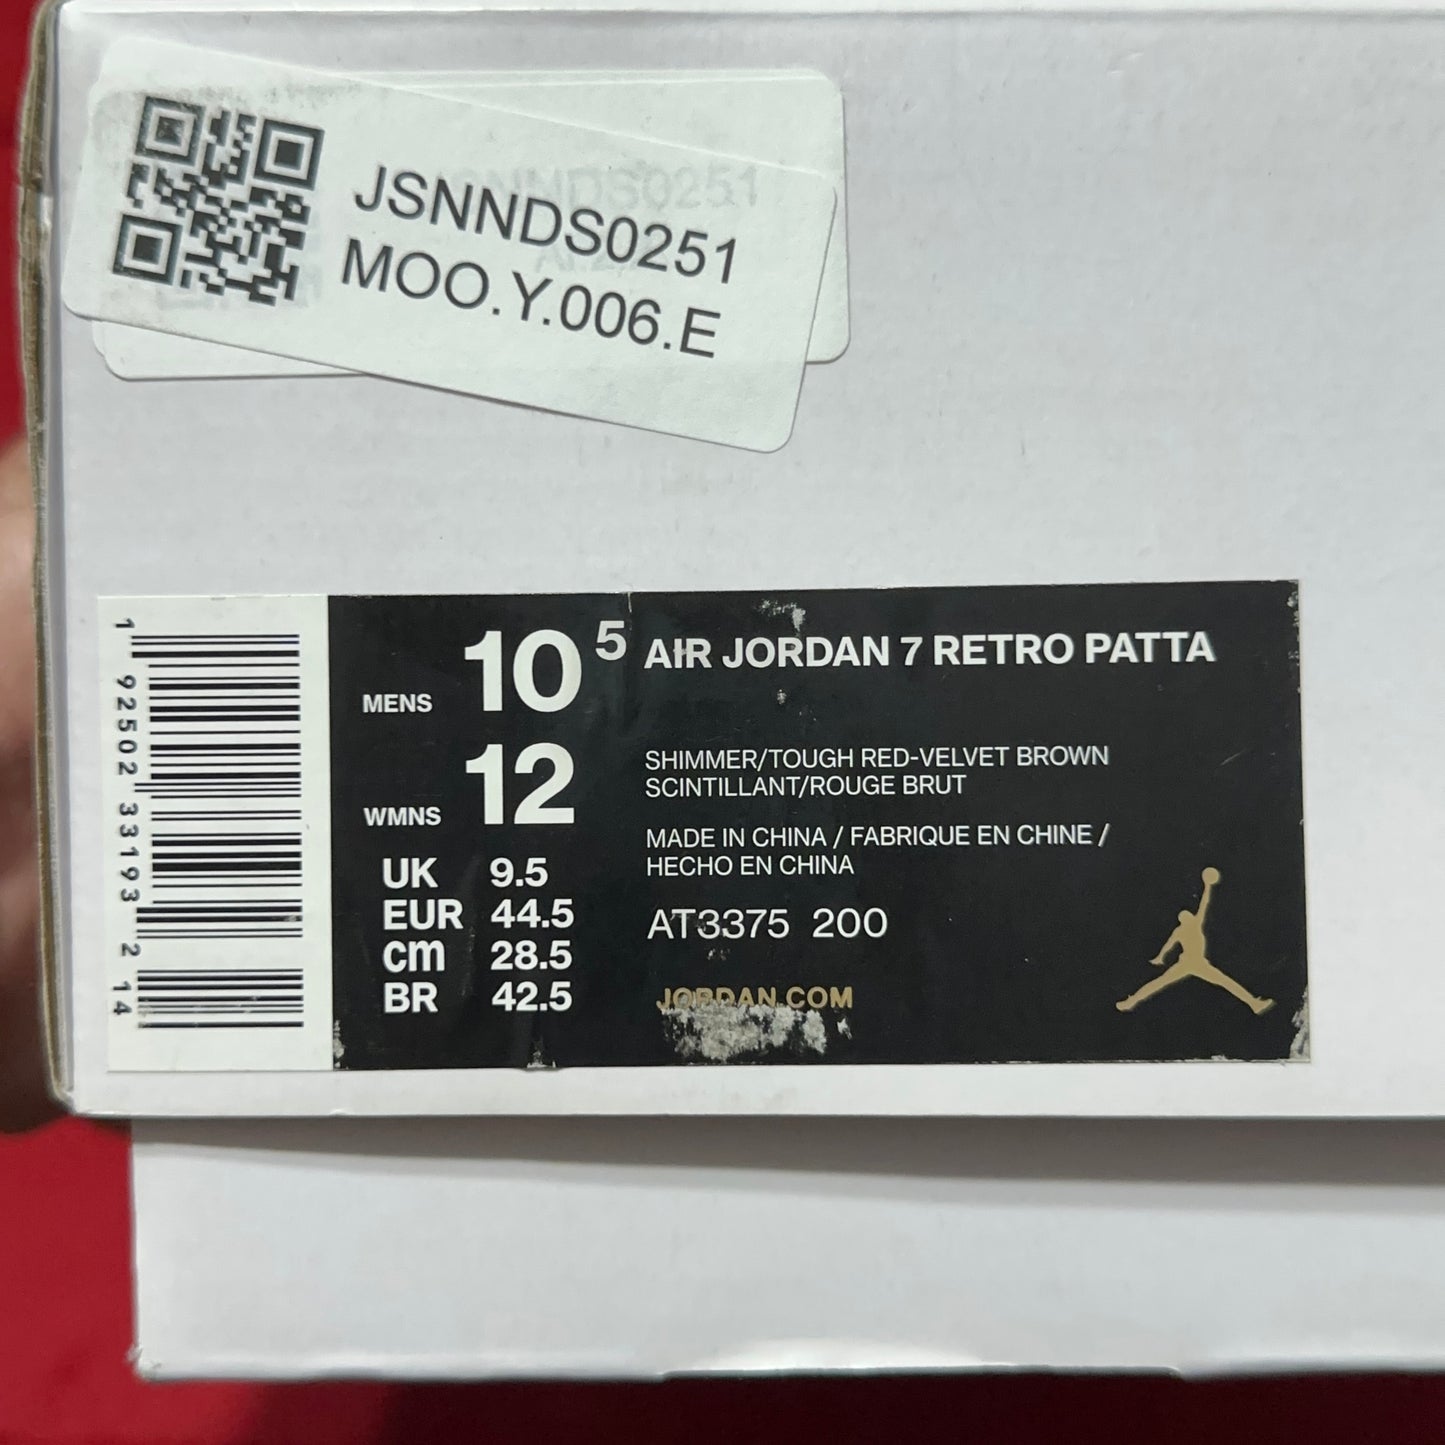 JSNNDS0251
MOO.Y.006.E
1 92502 33193 2 14
MENS 10 5
WMNS 12
UK 9.5
EUR 44.5
cm 28.5
BR 42.5
AIR JORDAN 7 RETRO PATTA
SHIMMER/TOUGH RED-VELVET BROWN
SCINTILLANT/ROUGE BRUT
MADE IN CHINA / FABRIQUE EN CHINE /
HECHO EN CHINA
AT3375 200
JORDAN.COM